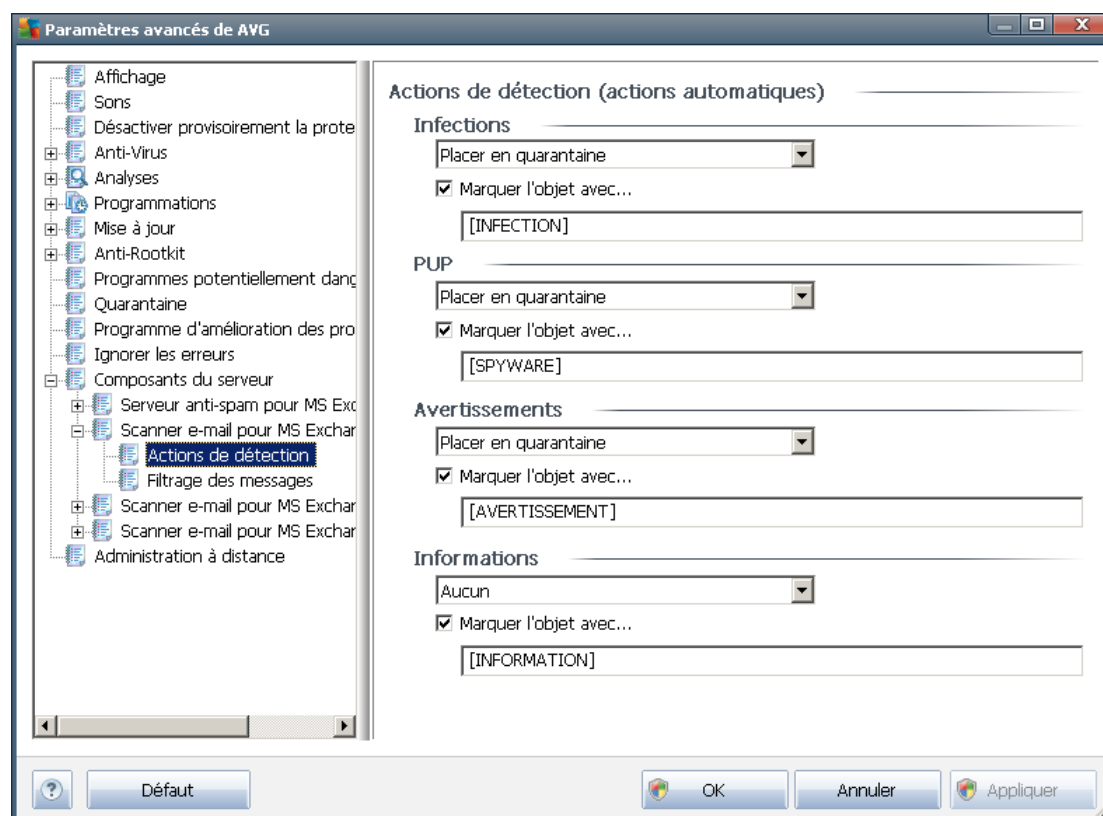 Paramètres avancés de AVG
Affichage
Sons
Désactiver provisoirement la prote
Anti-Virus
Analyses
Programmations
Mise à jour
Anti-Rootkit
Programmes potentiellement dang
Quarantaine
Programme d'amélioration des pro
Ignorer les erreurs
Composants du serveur
Serveur anti-spam pour MS Exc
Scanner e-mail pour MS Exchar
Actions de détection
Filtrage des messages
Scanner e-mail pour MS Exchar
Scanner e-mail pour MS Exchar
Administration à distance
Actions de détection (actions automatiques)
Infections
Placer en quarantaine
Marquer l'objet avec...
[INFECTION]
PUP
Placer en quarantaine
Marquer l'objet avec...
[SPYWARE]
Avertissements
Placer en quarantaine
Marquer l'objet avec...
[AVERTISSEMENT]
Informations
Aucun
Marquer l'objet avec...
[INFORMATION]
? Défaut OK Annuler Appliquer